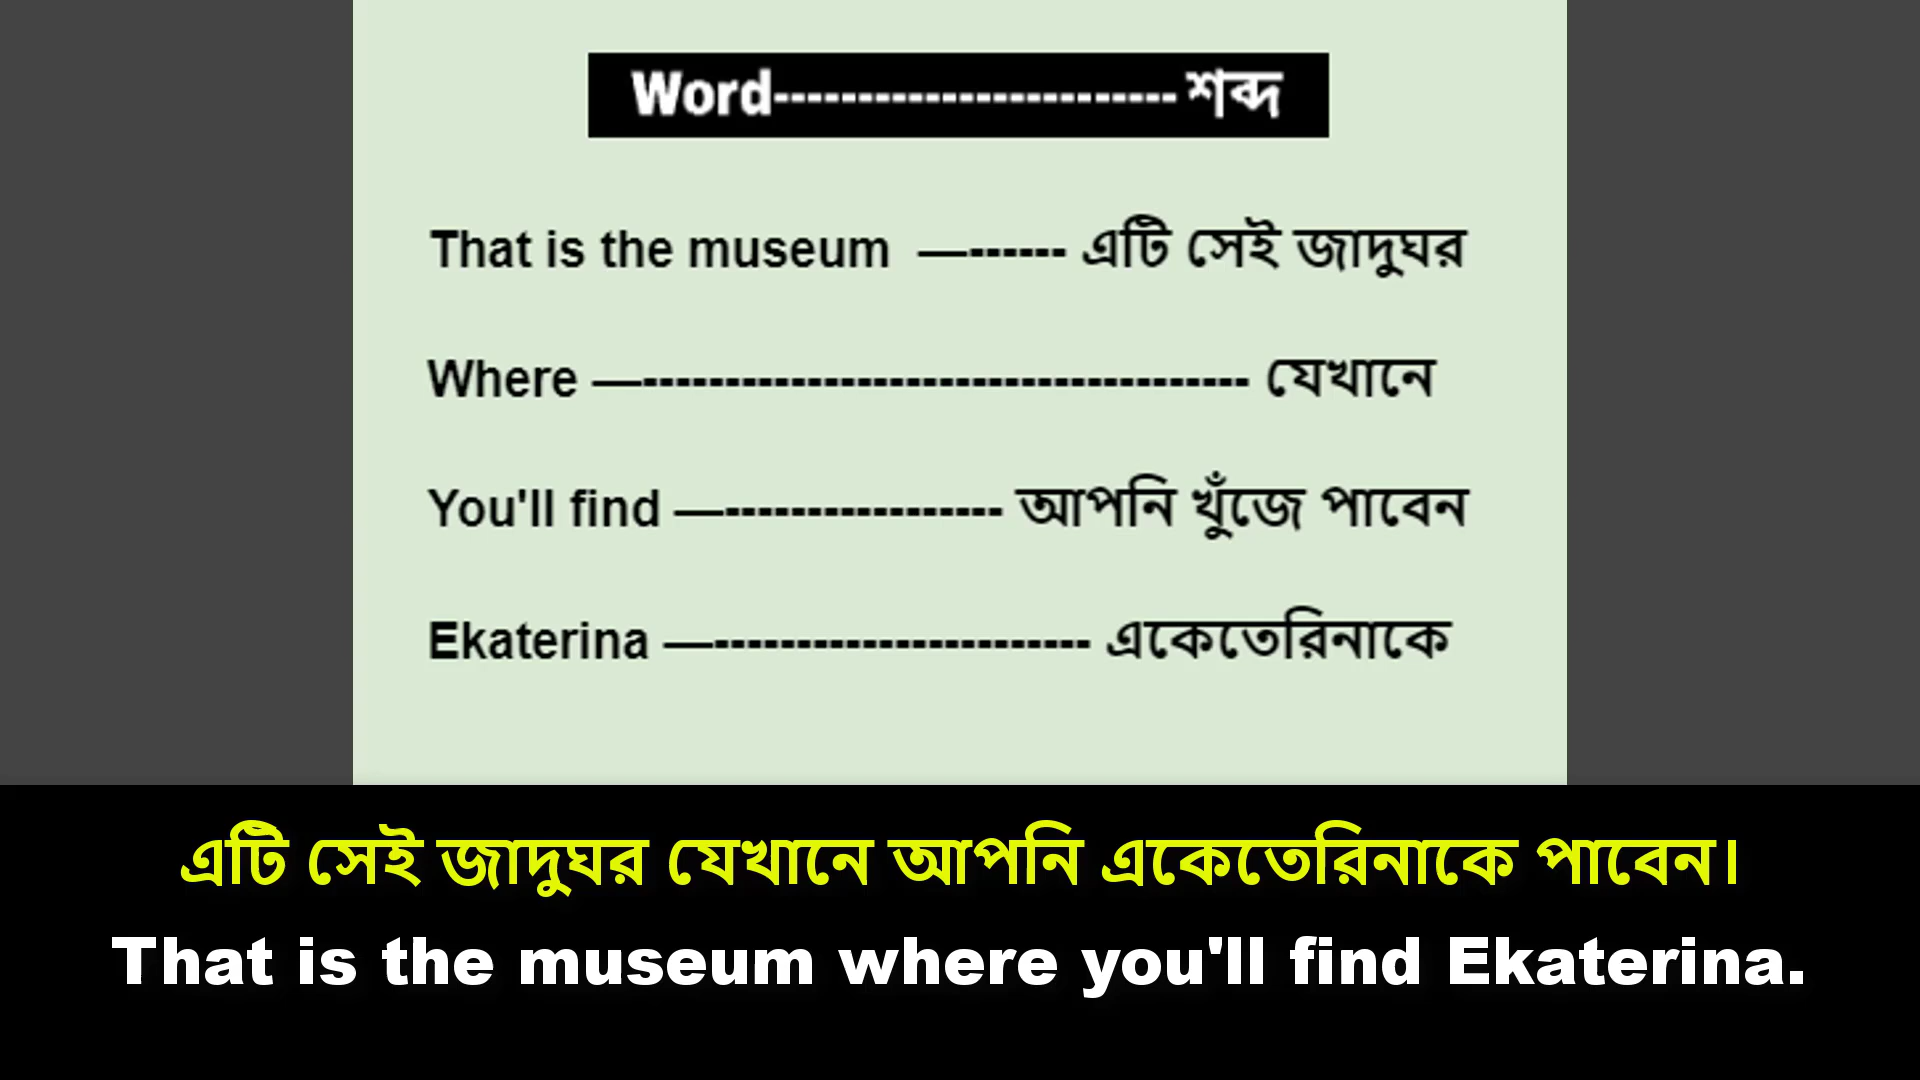 Word------------------------শব্দ
That is the museum —------ এটি সেই জাদুঘর
Where —------------------------------------- যেখানে
You'll find —----------------- আপনি খুঁজে পাবেন
Ekaterina —----------------------- একেতেরিনাকে
এটি সেই জাদুঘর যেখানে আপনি একেতেরিনাকে পাবেন।
That is the museum where you'll find Ekaterina.